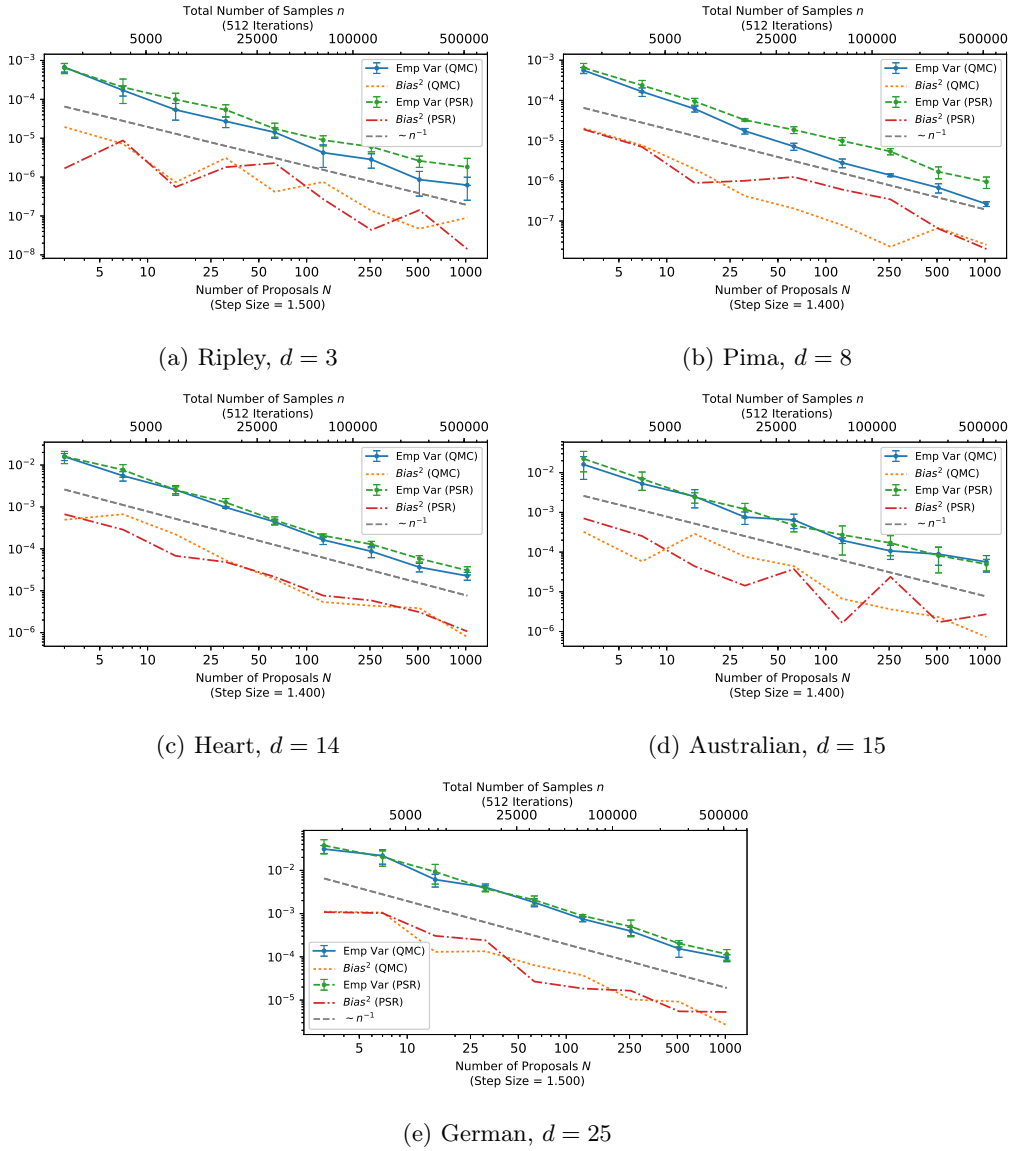 Total Number of Samples n
(512 Iterations)
5000 25000 100000 500000
10⁻³
10⁻⁴
10⁻⁵
10⁻⁶
10⁻⁷
10⁻⁸
Emp Var (QMC)
Bias² (QMC)
Emp Var (PSR)
Bias² (PSR)
~ n⁻¹
5 10 25 50 100 250 500 1000
Number of Proposals N
(Step Size = 1.500)
(a) Ripley, d = 3
Total Number of Samples n
(512 Iterations)
5000 25000 100000 500000
10⁻³
10⁻⁴
10⁻⁵
10⁻⁶
10⁻⁷
Emp Var (QMC)
Bias² (QMC)
Emp Var (PSR)
Bias² (PSR)
~ n⁻¹
5 10 25 50 100 250 500 1000
Number of Proposals N
(Step Size = 1.400)
(b) Pima, d = 8
Total Number of Samples n
(512 Iterations)
5000 25000 100000 500000
10⁻²
10⁻³
10⁻⁴
10⁻⁵
10⁻⁶
Emp Var (QMC)
Bias² (QMC)
Emp Var (PSR)
Bias² (PSR)
~ n⁻¹
5 10 25 50 100 250 500 1000
Number of Proposals N
(Step Size = 1.400)
(c) Heart, d = 14
Total Number of Samples n
(512 Iterations)
5000 25000 100000 500000
10⁻²
10⁻³
10⁻⁴
10⁻⁵
10⁻⁶
Emp Var (QMC)
Bias² (QMC)
Emp Var (PSR)
Bias² (PSR)
~ n⁻¹
5 10 25 50 100 250 500 1000
Number of Proposals N
(Step Size = 1.400)
(d) Australian, d = 15
Total Number of Samples n
(512 Iterations)
5000 25000 100000 500000
10⁻²
10⁻³
10⁻⁴
10⁻⁵
Emp Var (QMC)
Bias² (QMC)
Emp Var (PSR)
Bias² (PSR)
~ n⁻¹
5 10 25 50 100 250 500 1000
Number of Proposals N
(Step Size = 1.500)
(e) German, d = 25